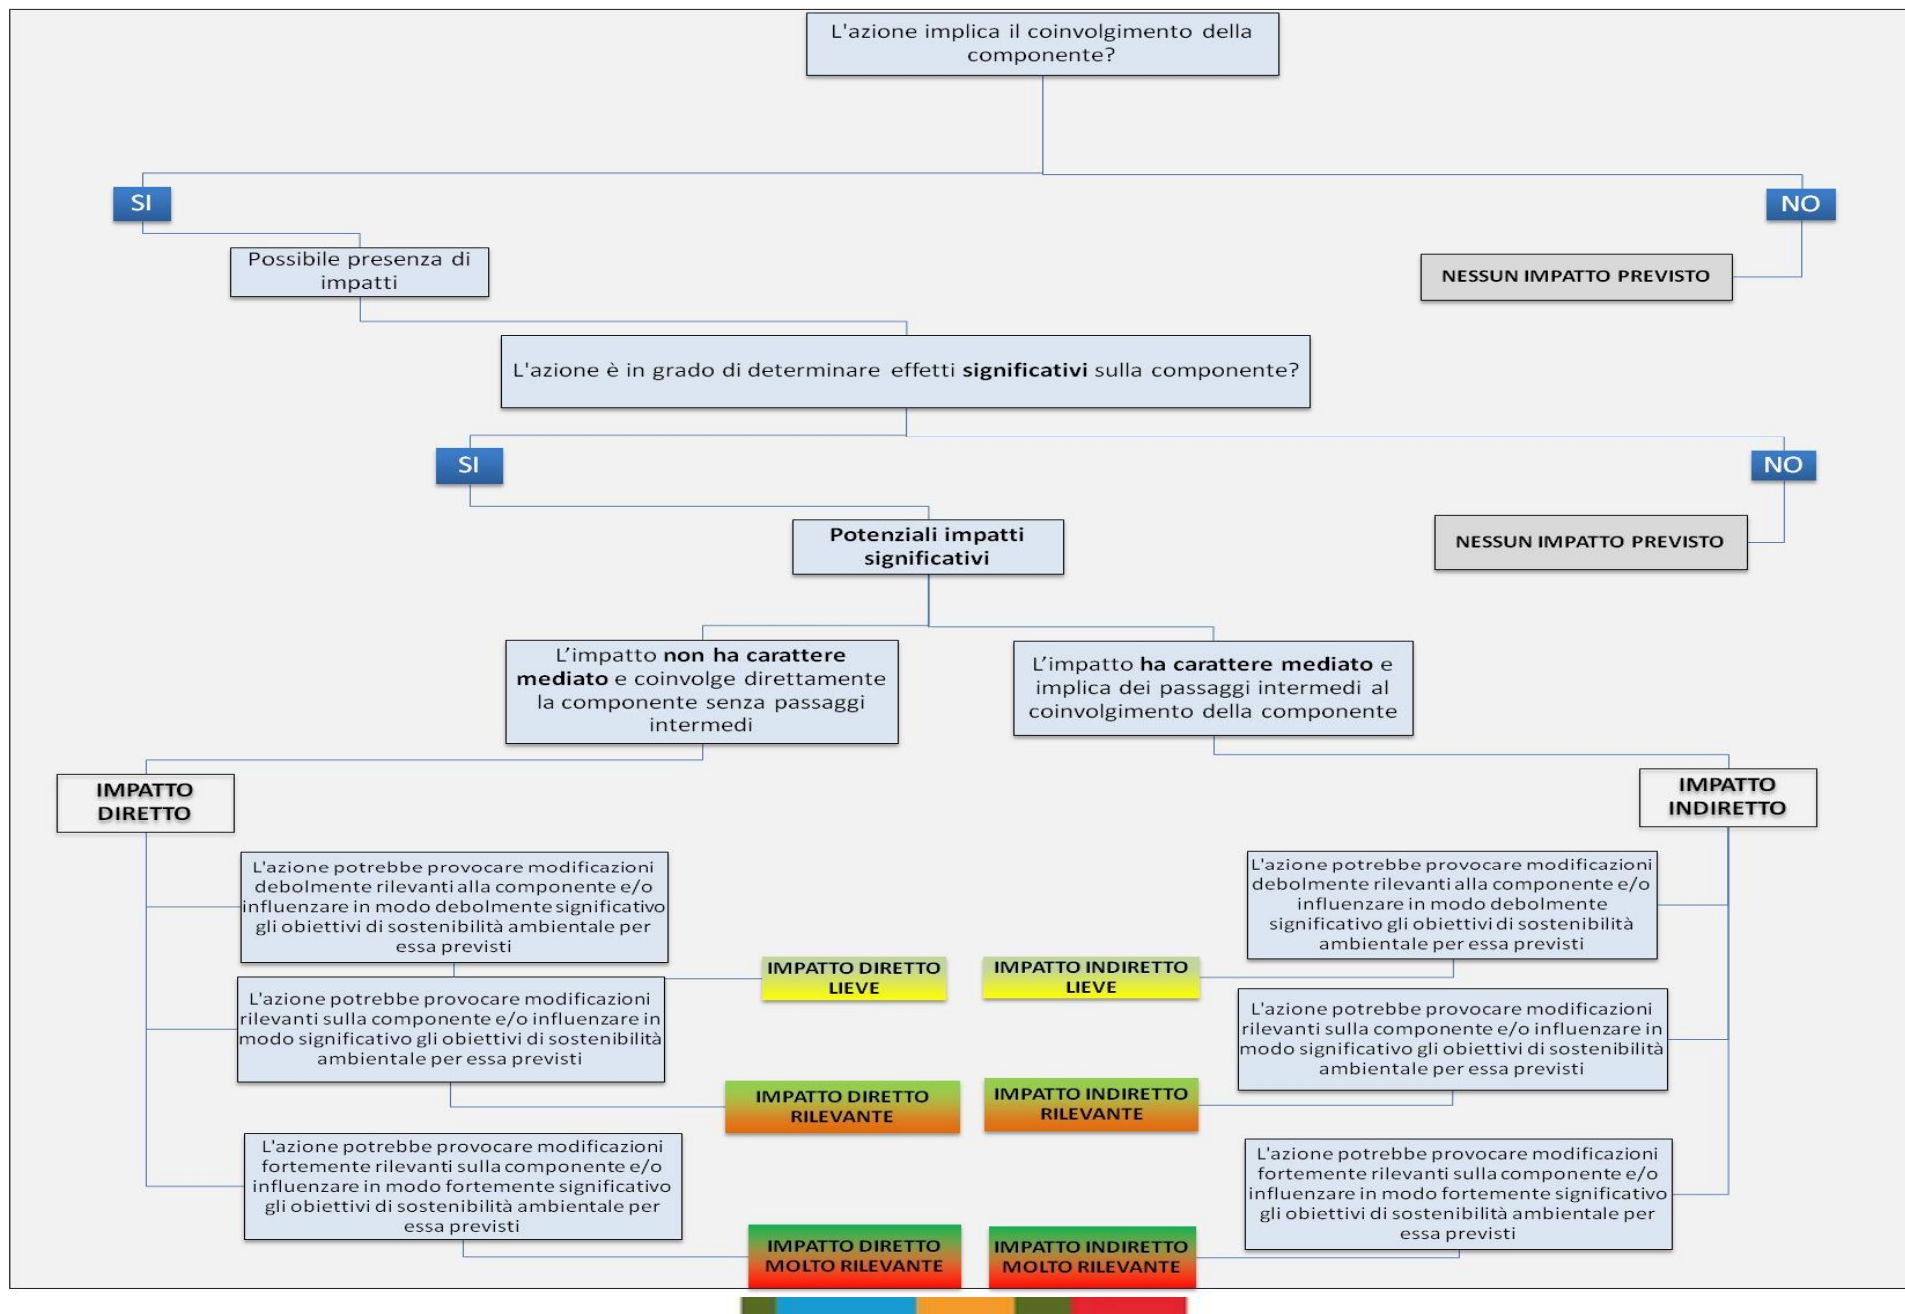 L'azione implica il coinvolgimento della
componente?
SI
NO
Possibile presenza di
impatti
NESSUN IMPATTO PREVISTO
L'azione è in grado di determinare effetti significativi sulla componente?
SI
NO
Potenziali impatti
significativi
NESSUN IMPATTO PREVISTO
L'impatto non ha carattere
mediato e coinvolge direttamente
la componente senza passaggi
intermedi
L'impatto ha carattere mediato e
implica dei passaggi intermedi al
coinvolgimento della componente
IMPATTO
DIRETTO
IMPATTO
INDIRETTO
L'azione potrebbe provocare modificazioni
debolmente rilevanti alla componente e/o
influenzare in modo debolmente significativo
gli obiettivi di sostenibilità ambientale per
essa previsti
L'azione potrebbe provocare modificazioni
debolmente rilevanti alla componente e/o
influenzare in modo debolmente
significativo gli obiettivi di sostenibilità
ambientale per essa previsti
IMPATTO DIRETTO
LIEVE
IMPATTO INDIRETTO
LIEVE
L'azione potrebbe provocare modificazioni
rilevanti sulla componente e/o influenzare in
modo significativo gli obiettivi di sostenibilità
ambientale per essa previsti
L'azione potrebbe provocare modificazioni
rilevanti sulla componente e/o influenzare in
modo significativo gli obiettivi di sostenibilità
ambientale per essa previsti
IMPATTO DIRETTO
RILEVANTE
IMPATTO INDIRETTO
RILEVANTE
L'azione potrebbe provocare modificazioni
fortemente rilevanti sulla componente e/o
influenzare in modo fortemente significativo
gli obiettivi di sostenibilità ambientale per
essa previsti
L'azione potrebbe provocare modificazioni
fortemente rilevanti sulla componente e/o
influenzare in modo fortemente significativo
gli obiettivi di sostenibilità ambientale per
essa previsti
IMPATTO DIRETTO
MOLTO RILEVANTE
IMPATTO INDIRETTO
MOLTO RILEVANTE